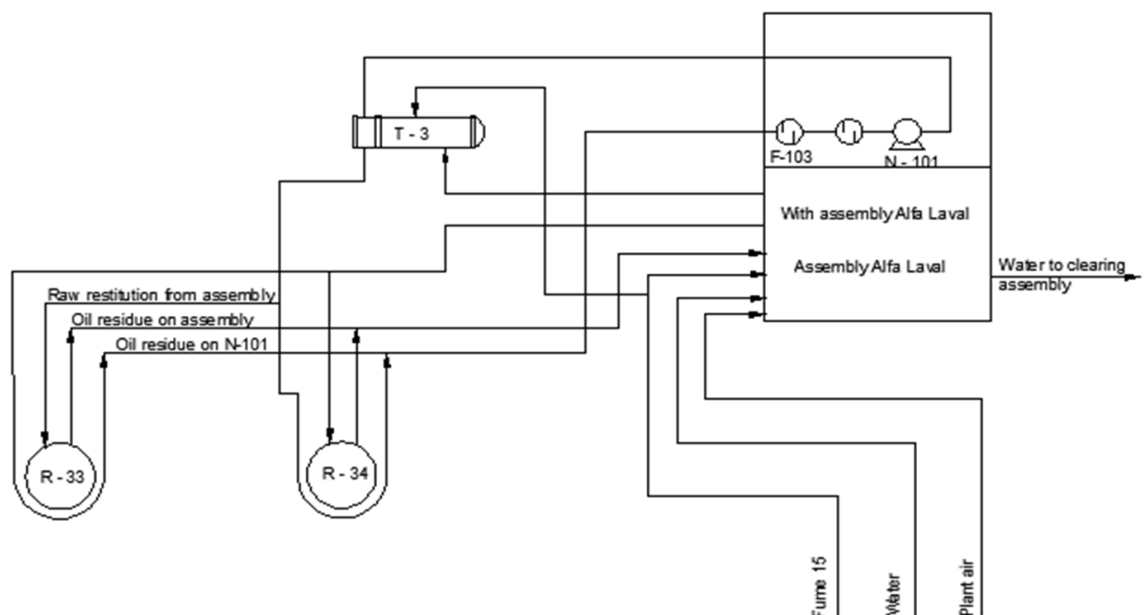 T - 3
F-103
N - 101
With assembly Alfa Laval
Assembly Alfa Laval
Water to clearing
assembly
Raw restitution from assembly
Oil residue on assembly
Oil residue on N-101
R - 33
R - 34
Fume 15
Water
Plant air